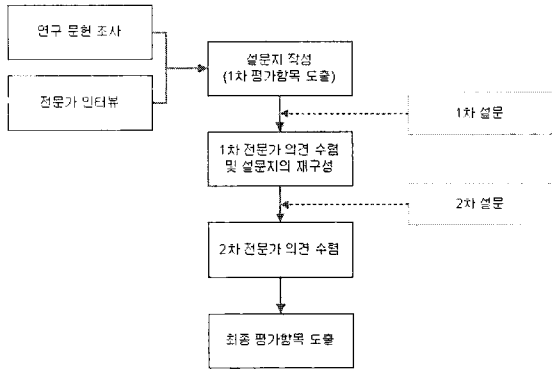 연구 문헌 조사
전문가 인터뷰
설문지 작성
(1차 평가항목 도출)
1차 설문
1차 전문가 의견 수렴
및 설문지의 재구성
2차 설문
2차 전문가 의견 수렴
최종 평가항목 도출